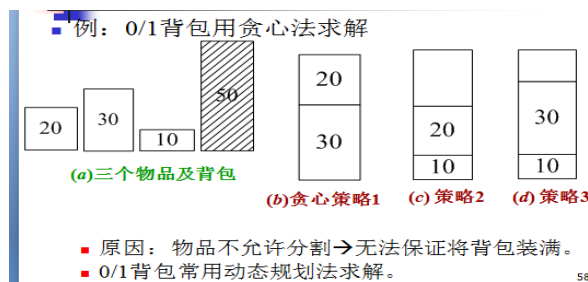 例：0/1背包用贪心法求解
20
30
10
50
(a)三个物品及背包
20
30
(b)贪心策略1
20
10
(c) 策略2
30
10
(d) 策略3
原因：物品不允许分割→无法保证将背包装满。
0/1背包常用动态规划法求解。
58